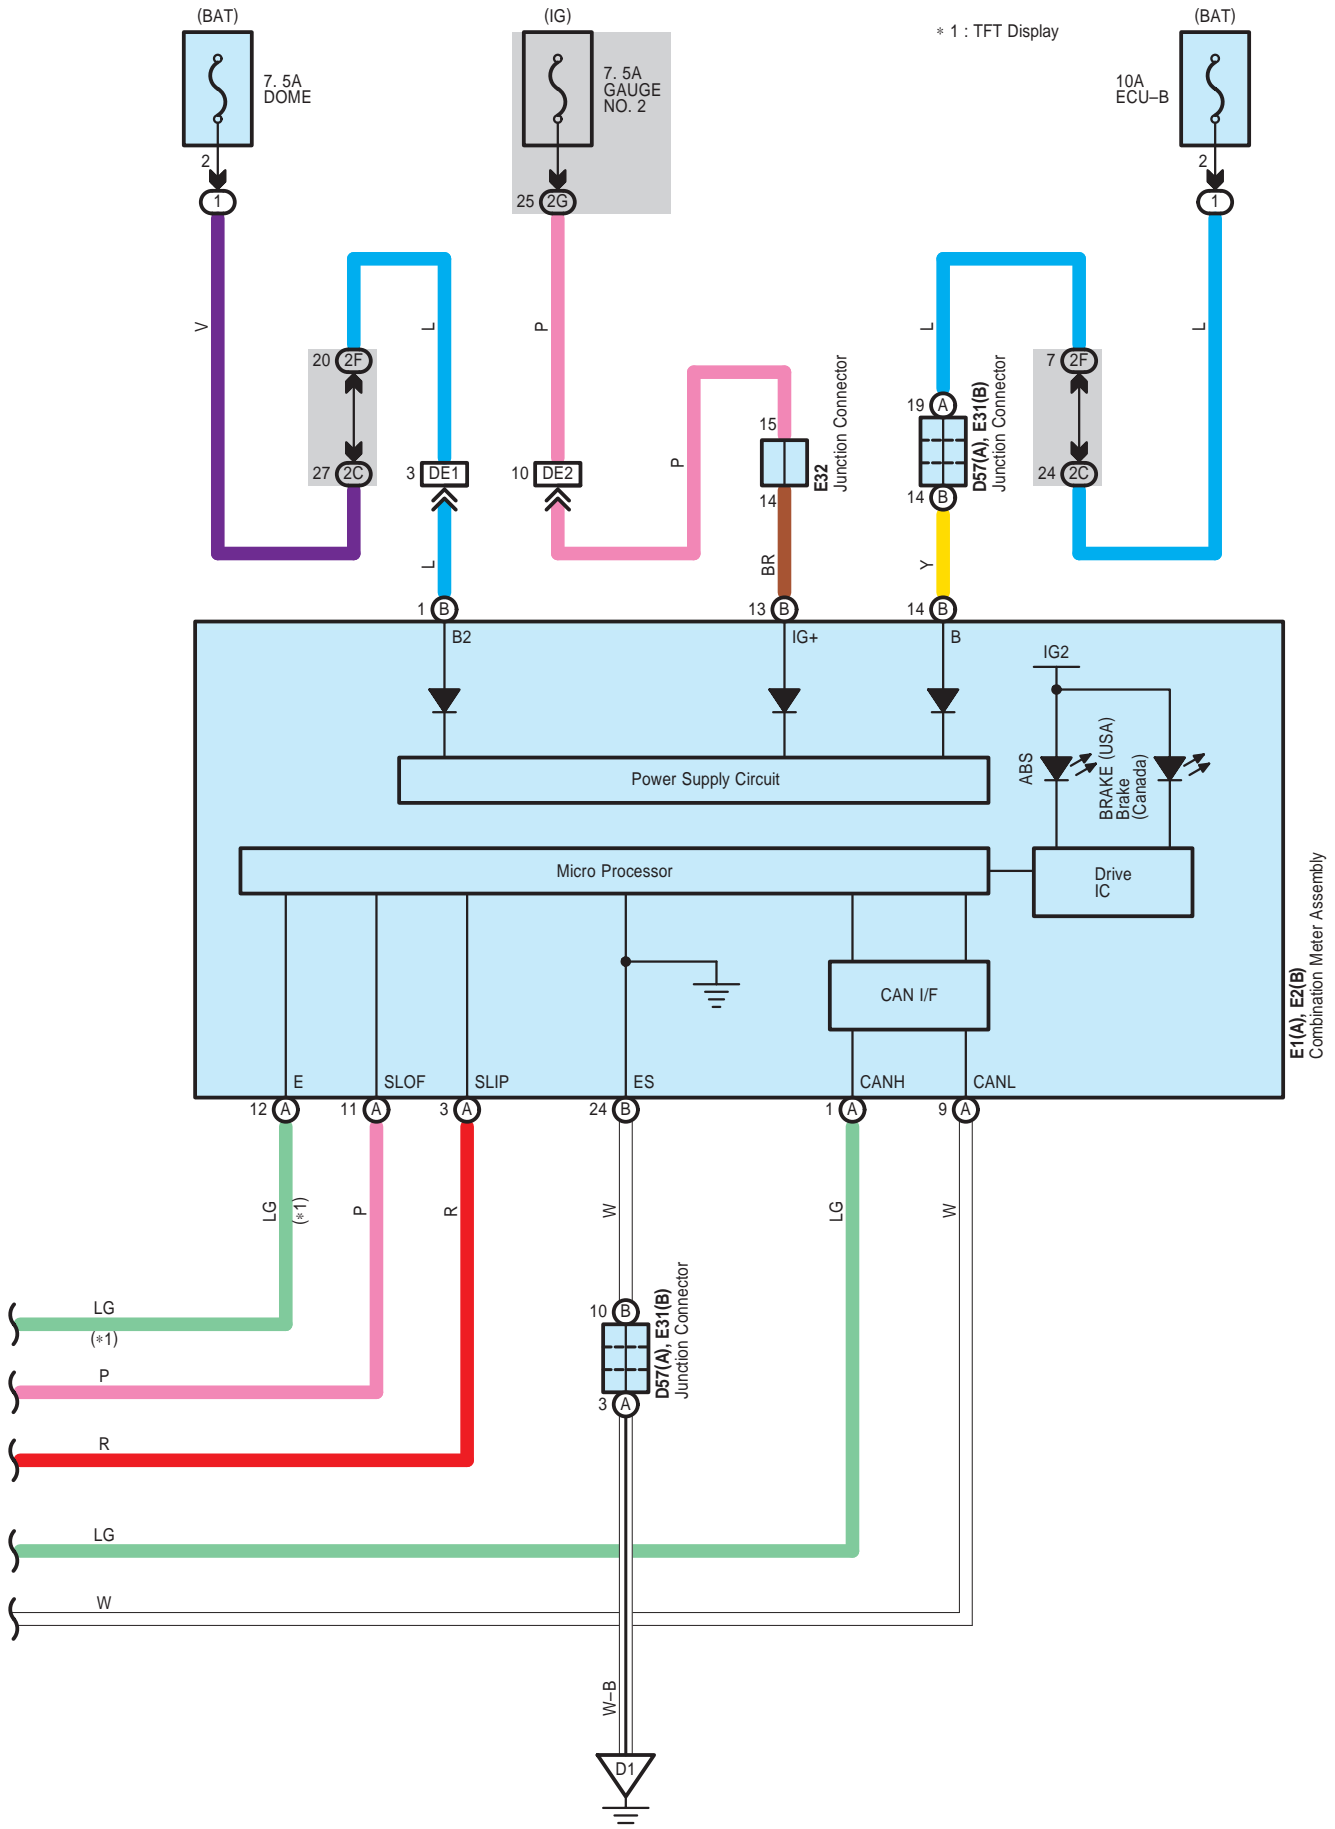 (BAT)
(IG)
(BAT)
* 1 : TFT Display
7. 5A
DOME
7. 5A
GAUGE
NO. 2
10A
ECU–B
2
2
1
25 2G
1
V
L
P
L
L
20 2F
7 2F
19 A
D57(A), E31(B)
Junction Connector
15
E32
Junction Connector
P
27 2C
3 DE1
10 DE2
24 2C
14
14 B
L
BR
Y
1 B
13 B
14 B
B2
IG+
B
IG2
ABS
BRAKE (USA)
Brake
(Canada)
Power Supply Circuit
Micro Processor
Drive
IC
E1(A), E2(B)
Combination Meter Assembly
CAN I/F
E
SLOF
SLIP
ES
CANH
CANL
12 A
11 A
3 A
24 B
1 A
9 A
LG
(*1)
P
R
W
LG
W
LG
(*1)
10 B
D57(A), E31(B)
Junction Connector
P
3 A
R
LG
W
W–B
D1